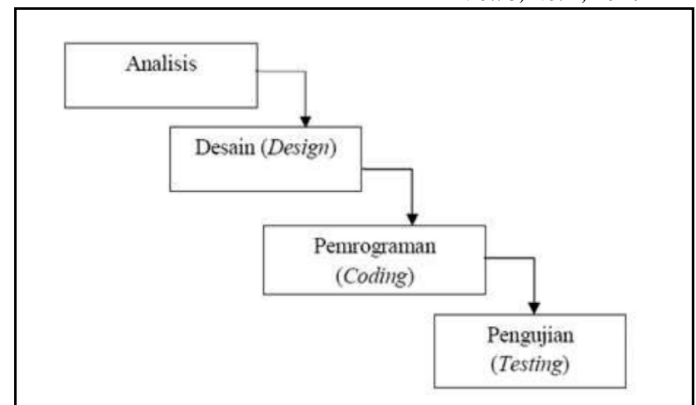 Analisis
Desain (Design)
Pemrograman
(Coding)
Pengujian
(Testing)